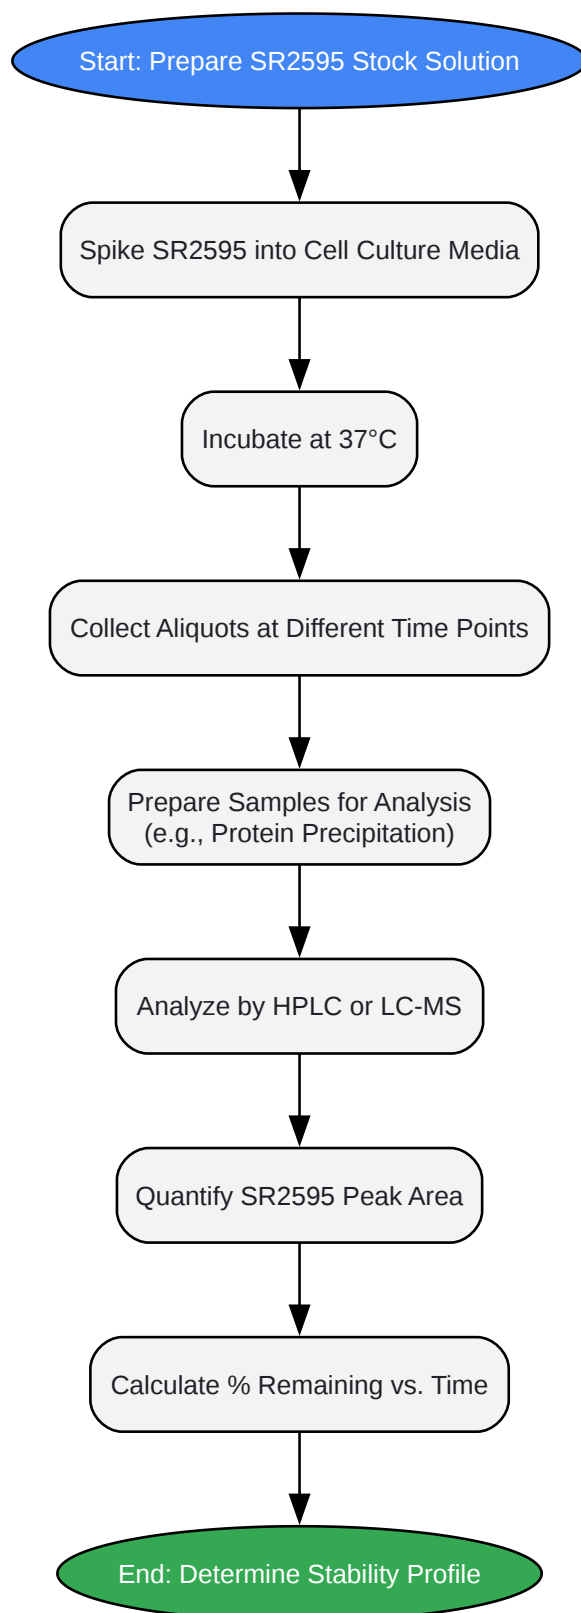 Start: Prepare SR2595 Stock Solution
Spike SR2595 into Cell Culture Media
Incubate at 37°C
Collect Aliquots at Different Time Points
Prepare Samples for Analysis
(e.g., Protein Precipitation)
Analyze by HPLC or LC-MS
Quantify SR2595 Peak Area
Calculate % Remaining vs. Time
End: Determine Stability Profile